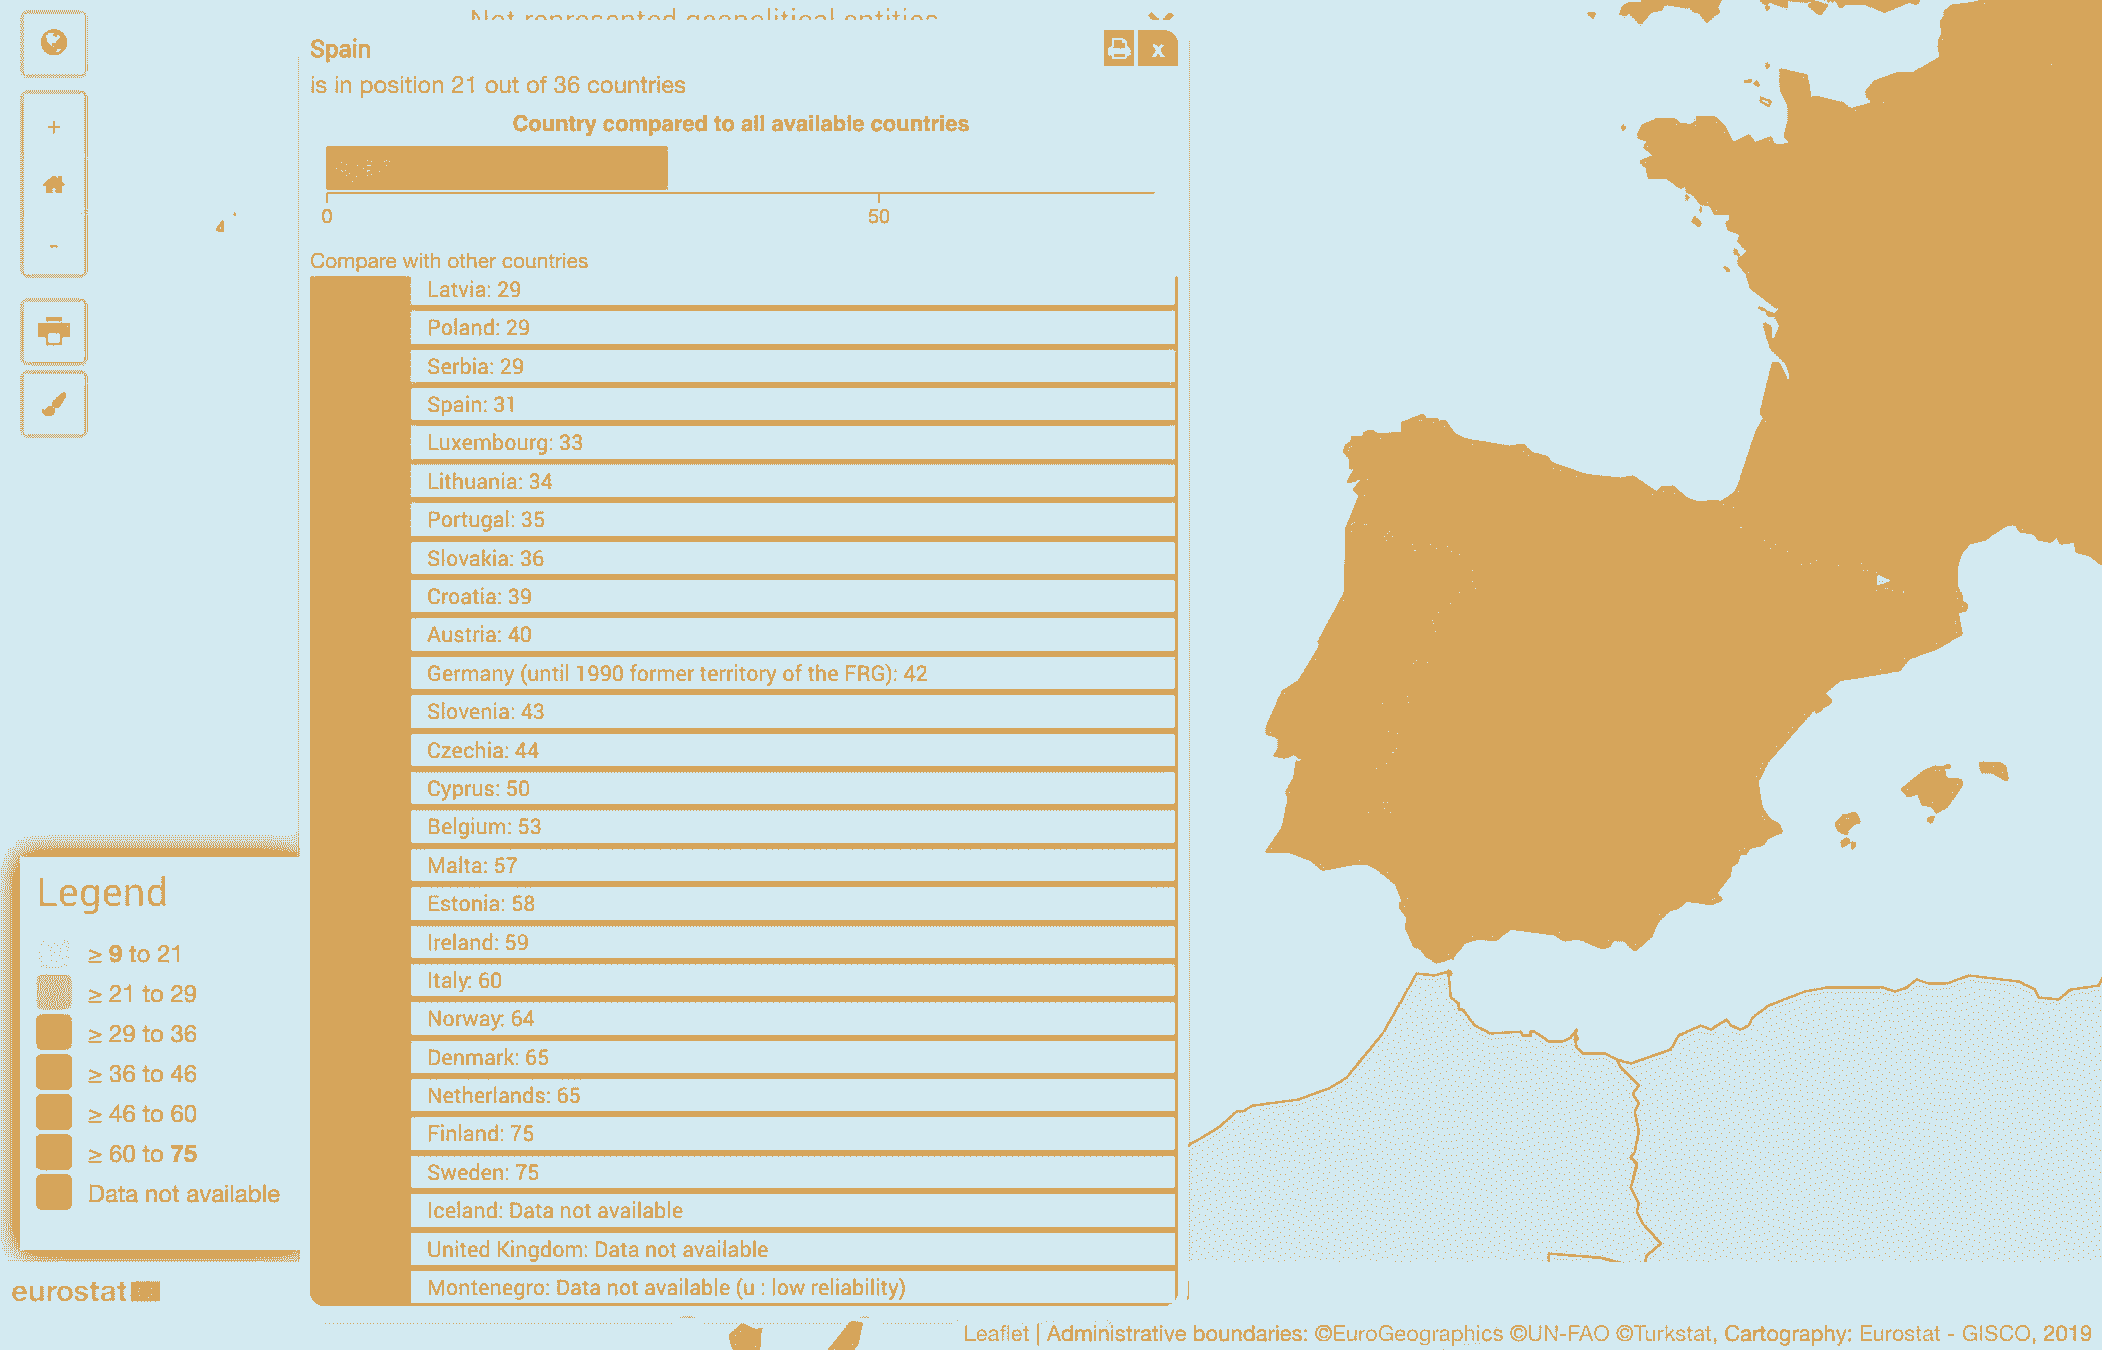 Not represented geopolitical entities
Spain
x
is in position 21 out of 36 countries
Country compared to all available countries
0
50
Compare with other countries
Latvia: 29
Poland: 29
Serbia: 29
Spain: 31
Luxembourg: 33
Lithuania: 34
Portugal: 35
Slovakia: 36
Croatia: 39
Austria: 40
Germany (until 1990 former territory of the FRG): 42
Slovenia: 43
Czechia: 44
Cyprus: 50
Belgium: 53
Malta: 57
Estonia: 58
Ireland: 59
Italy: 60
Norway: 64
Denmark: 65
Netherlands: 65
Finland: 75
Sweden: 75
Iceland: Data not available
United Kingdom: Data not available
Montenegro: Data not available (u : low reliability)
+
-
Legend
≥ 9 to 21
≥ 21 to 29
≥ 29 to 36
≥ 36 to 46
≥ 46 to 60
≥ 60 to 75
Data not available
eurostat
Leaflet | Administrative boundaries: ©EuroGeographics ©UN-FAO ©Turkstat, Cartography: Eurostat - GISCO, 2019